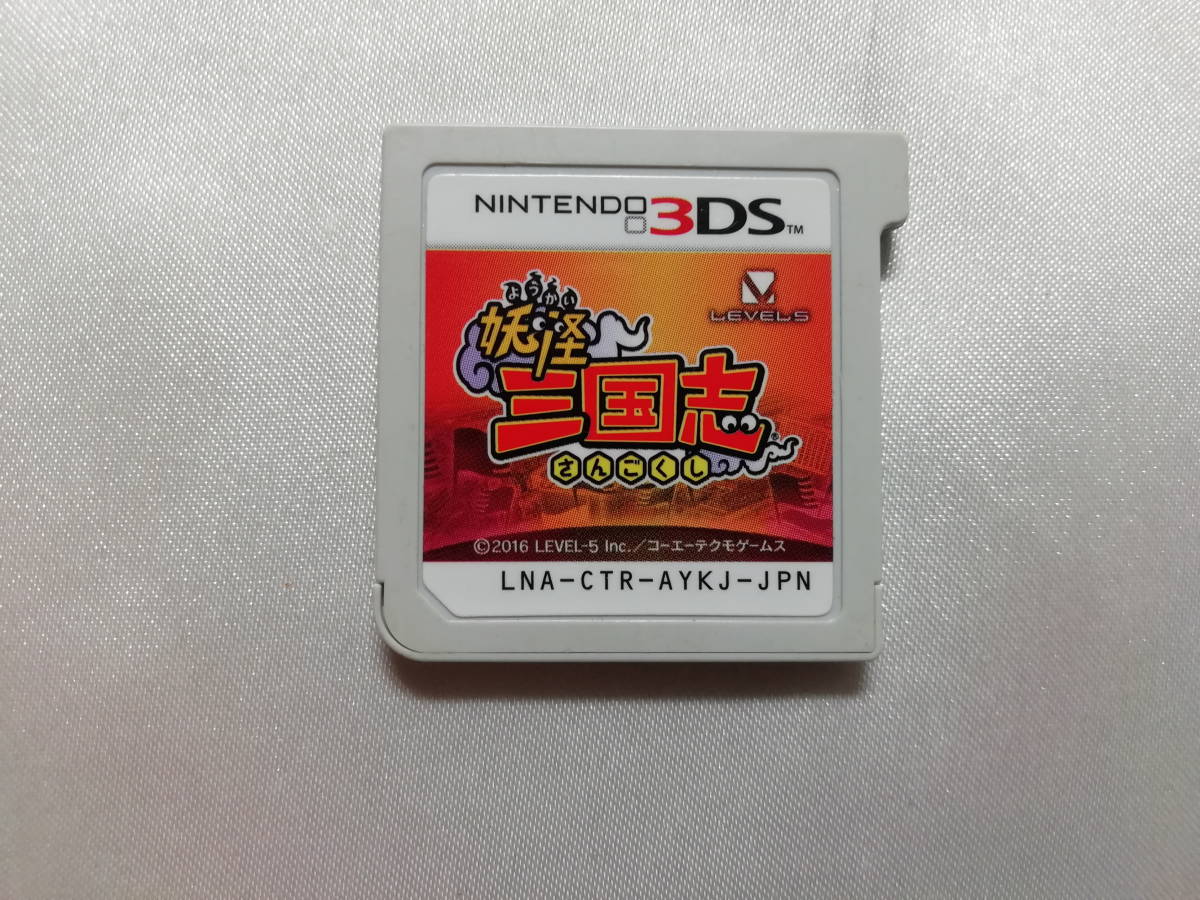 NINTENDO 3DS™
LEVEL5
ようかい
妖怪
三国志®
さんごくし
©2016 LEVEL-5 Inc./コーエーテクモゲームス
LNA-CTR-AYKJ-JPN